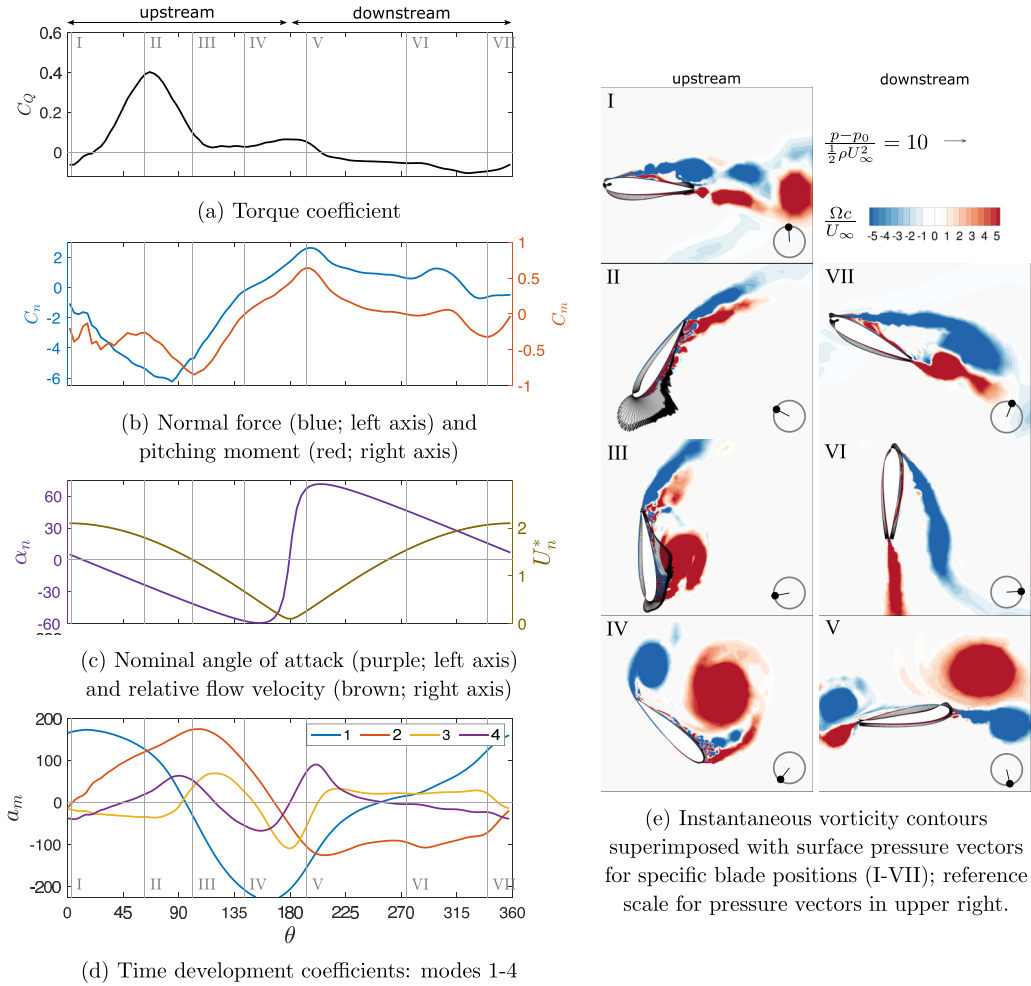 upstream downstream
0.6
0.4
0.2
0
C_Q
I II III IV V VI VII
(a) Torque coefficient
2
0
-2
-4
-6
C_n
1
0.5
0
-0.5
-1
C_m
(b) Normal force (blue; left axis) and
pitching moment (red; right axis)
60
30
0
-30
-60
α_n
2
1
0
U_n^*
(c) Nominal angle of attack (purple; left axis)
and relative flow velocity (brown; right axis)
200
100
0
-100
-200
a_m
1 2 3 4
I II III IV V VI VII
0 45 90 135 180 225 270 315 360
θ
(d) Time development coefficients: modes 1-4
upstream downstream
I
p−p_0 / ½ρU_∞^2 = 10 →
Ωc / U_∞
-5 -4 -3 -2 -1 0 1 2 3 4 5
II VII
III VI
IV V
(e) Instantaneous vorticity contours
superimposed with surface pressure vectors
for specific blade positions (I-VII); reference
scale for pressure vectors in upper right.